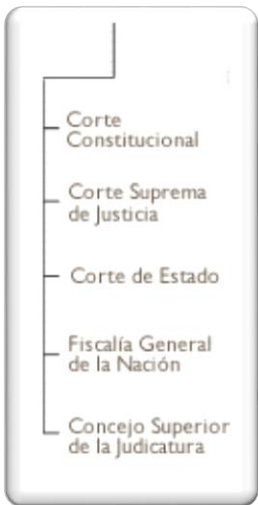 Corte
Constitucional
Corte Suprema
de Justicia
Corte de Estado
Fiscalía General
de la Nación
Concejo Superior
de la Judicatura